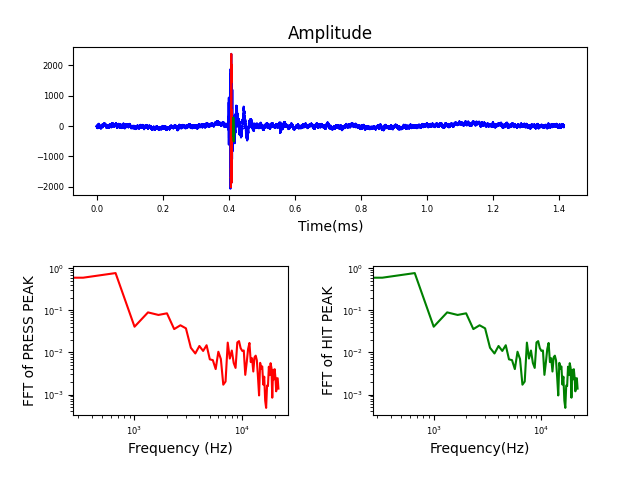 Amplitude
2000
1000
0
−1000
−2000
0.0 0.2 0.4 0.6 0.8 1.0 1.2 1.4
Time(ms)
FFT of PRESS PEAK
10⁰
10⁻¹
10⁻²
10⁻³
10³ 10⁴
Frequency (Hz)
FFT of HIT PEAK
10⁰
10⁻¹
10⁻²
10⁻³
10³ 10⁴
Frequency(Hz)